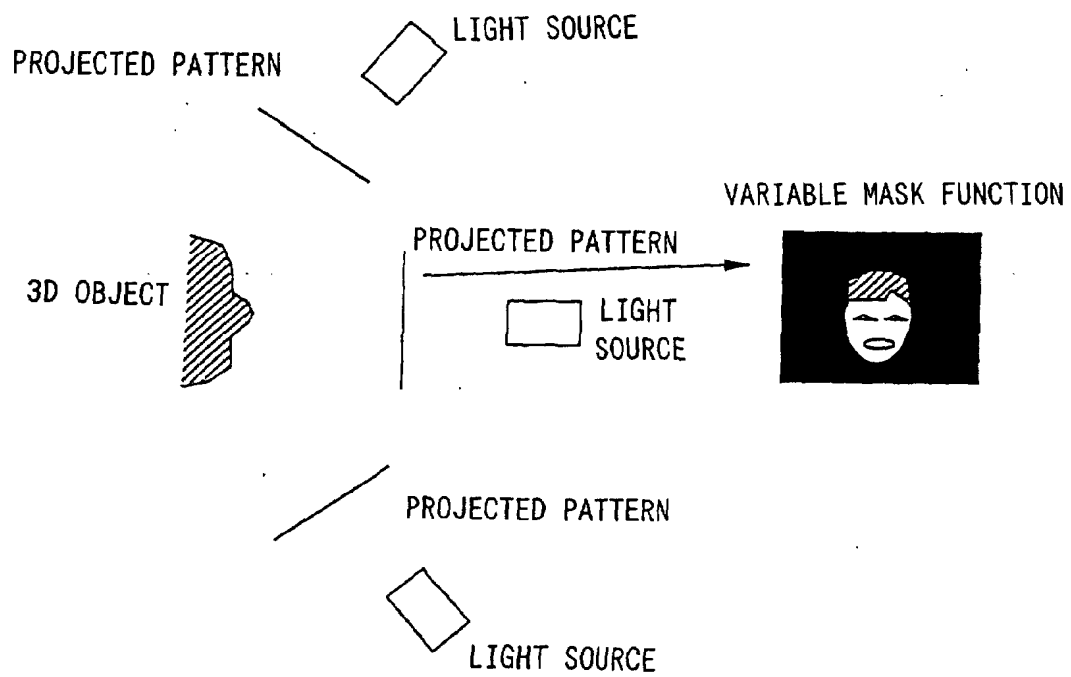 LIGHT SOURCE
PROJECTED PATTERN
VARIABLE MASK FUNCTION
PROJECTED PATTERN
3D OBJECT
LIGHT
SOURCE
PROJECTED PATTERN
LIGHT SOURCE